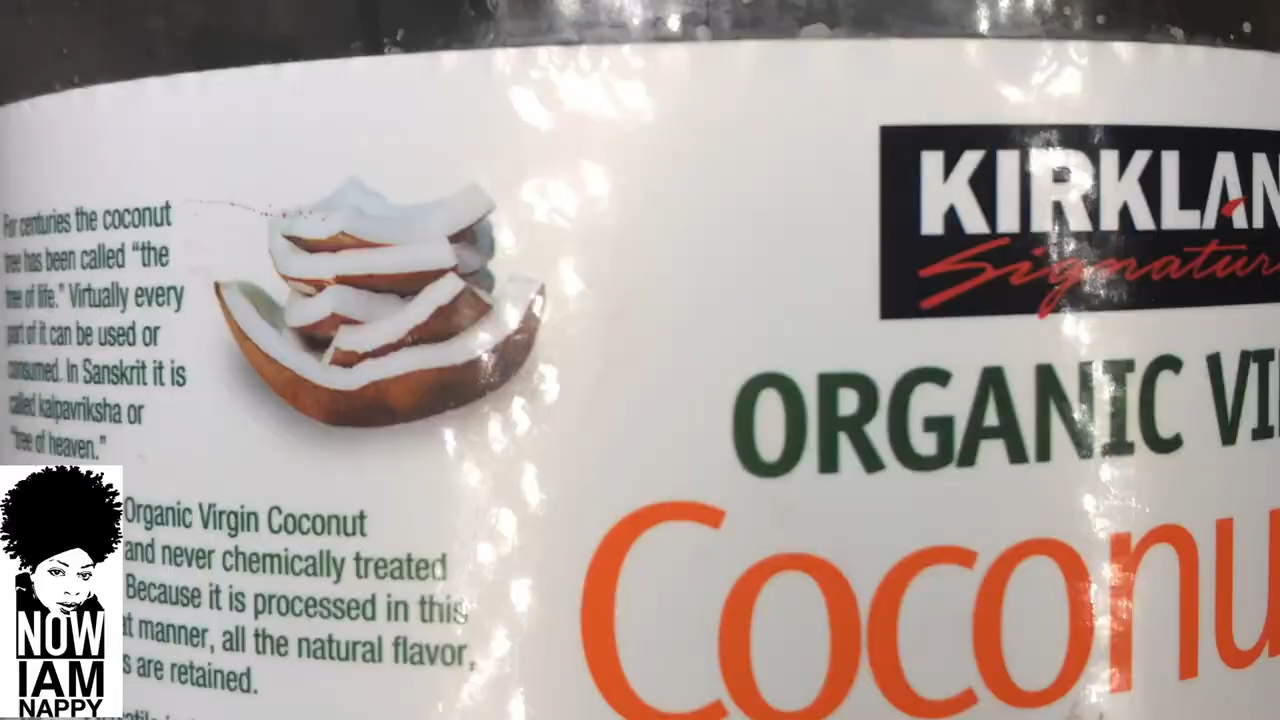 For centuries the coconut
tree has been called "the
tree of life." Virtually every
part of it can be used or
consumed. In Sanskrit it is
called kalpavriksha or
"tree of heaven."
Organic Virgin Coconut
and never chemically treated
Because it is processed in this
manner, all the natural flavor,
are retained.
KIRKLAN
Signatur
ORGANIC VI
Coconu
NOW
IAM
NAPPY